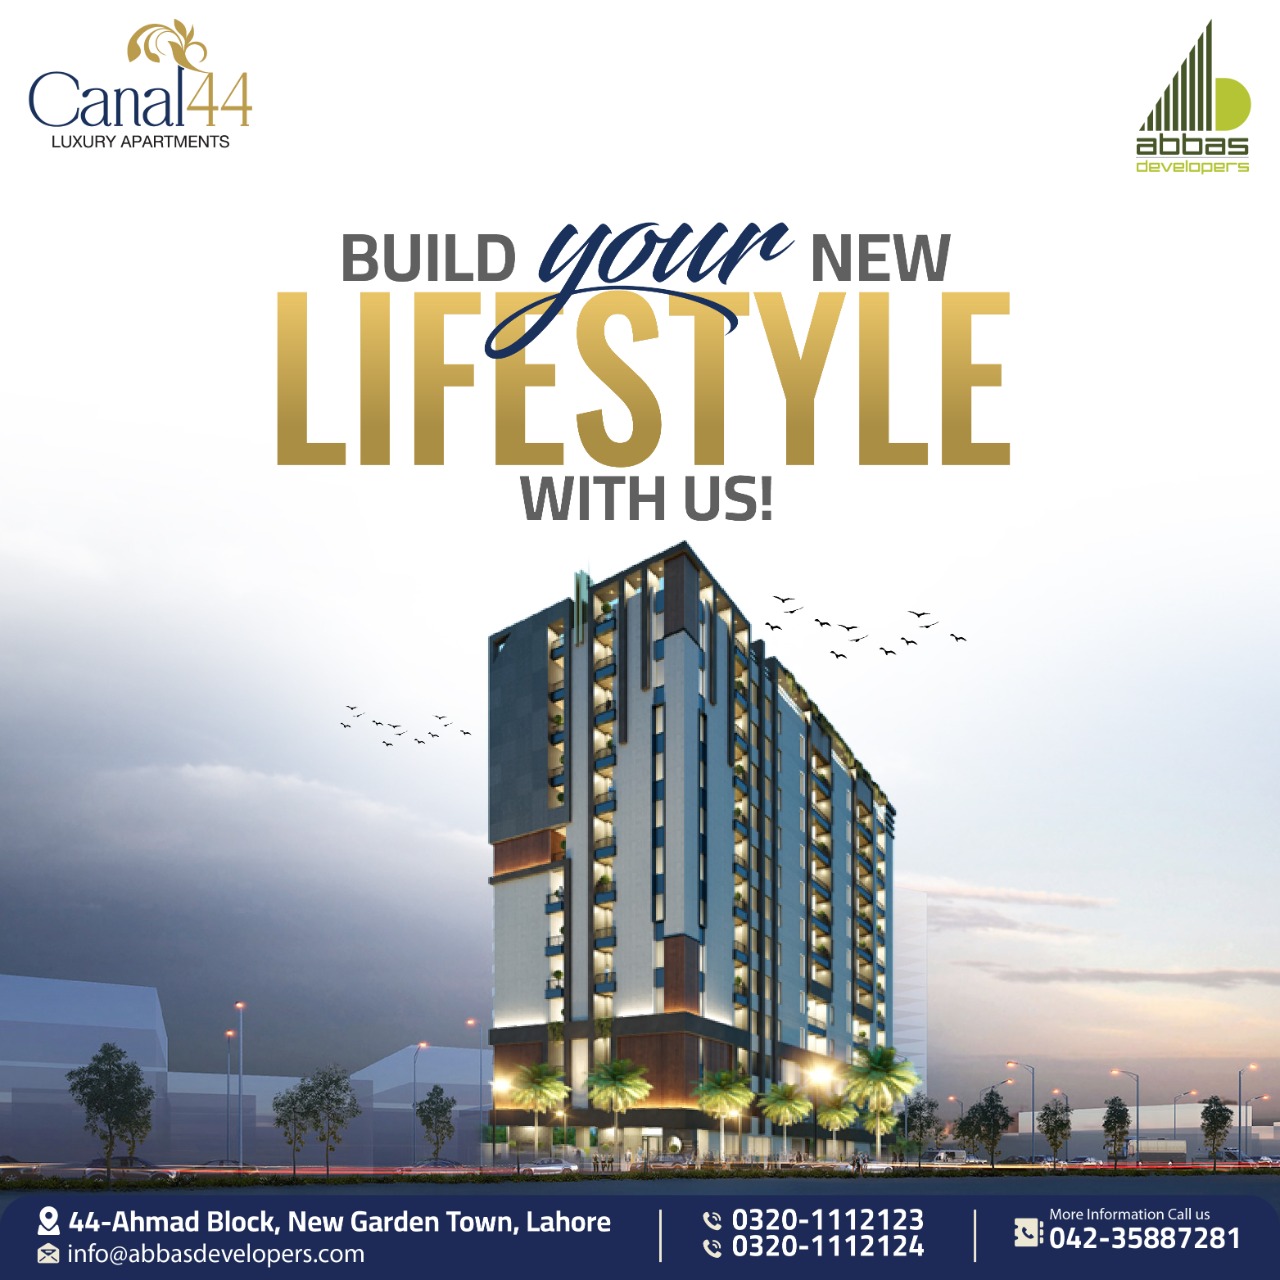 Canal44
LUXURY APARTMENTS
abbas
developers
BUILD your NEW
LIFESTYLE
WITH US!
44-Ahmad Block, New Garden Town, Lahore
info@abbasdevelopers.com
0320-1112123
0320-1112124
More Information Call us
042-35887281